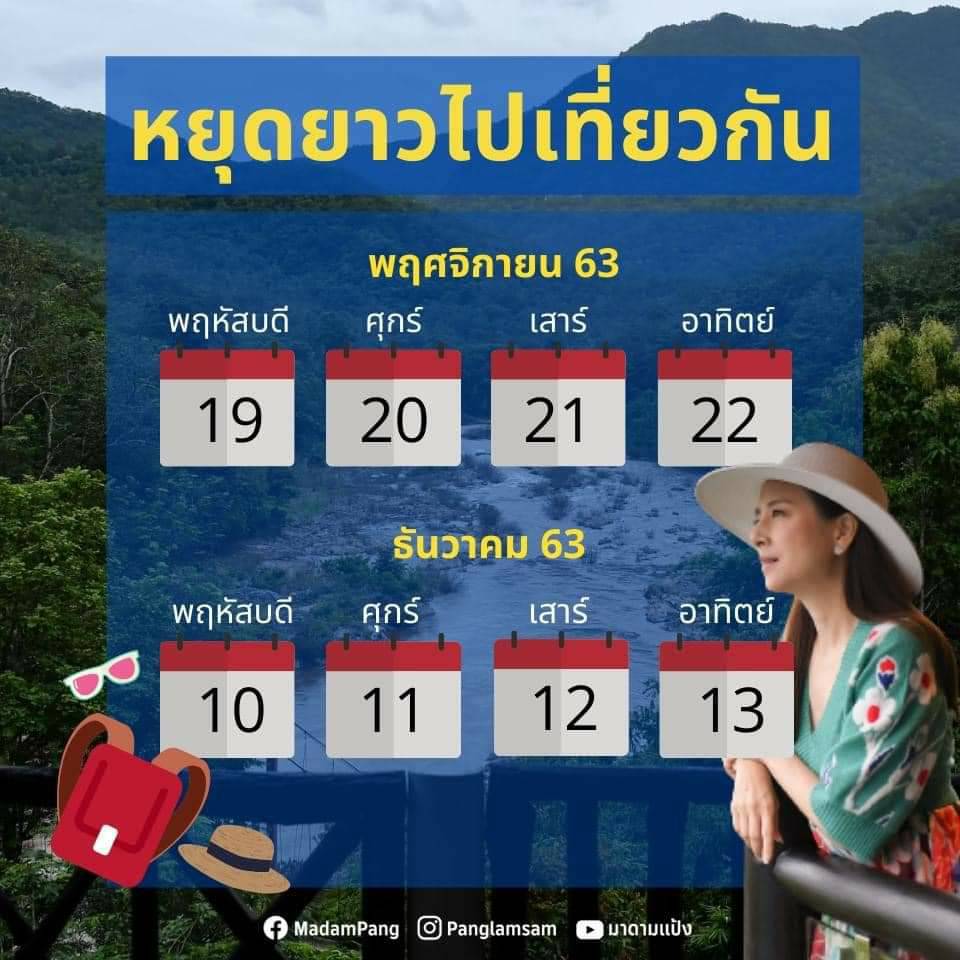 หยุดยาวไปเที่ยวกัน
พฤศจิกายน 63
พฤหัสบดี ศุกร์ เสาร์ อาทิตย์
19 20 21 22
ธันวาคม 63
พฤหัสบดี ศุกร์ เสาร์ อาทิตย์
10 11 12 13
MadamPang Panglamsam มาดามแป้ง